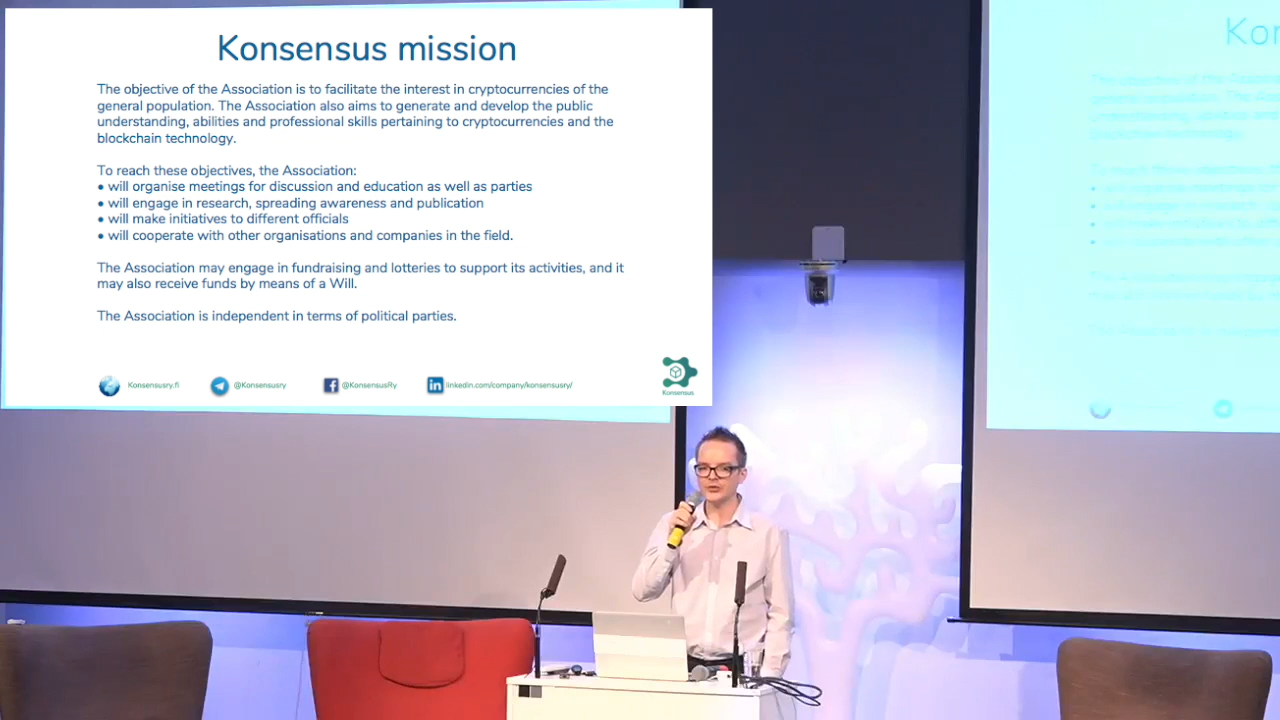 Konsensus mission
The objective of the Association is to facilitate the interest in cryptocurrencies of the
general population. The Association also aims to generate and develop the public
understanding, abilities and professional skills pertaining to cryptocurrencies and the
blockchain technology.
To reach these objectives, the Association:
• will organise meetings for discussion and education as well as parties
• will engage in research, spreading awareness and publication
• will make initiatives to different officials
• will cooperate with other organisations and companies in the field.
The Association may engage in fundraising and lotteries to support its activities, and it
may also receive funds by means of a Will.
The Association is independent in terms of political parties.
Konsensusry.fi
@Konsensusry
@KonsensusRy
linkedin.com/company/konsensusry/
Konsensus
Kon